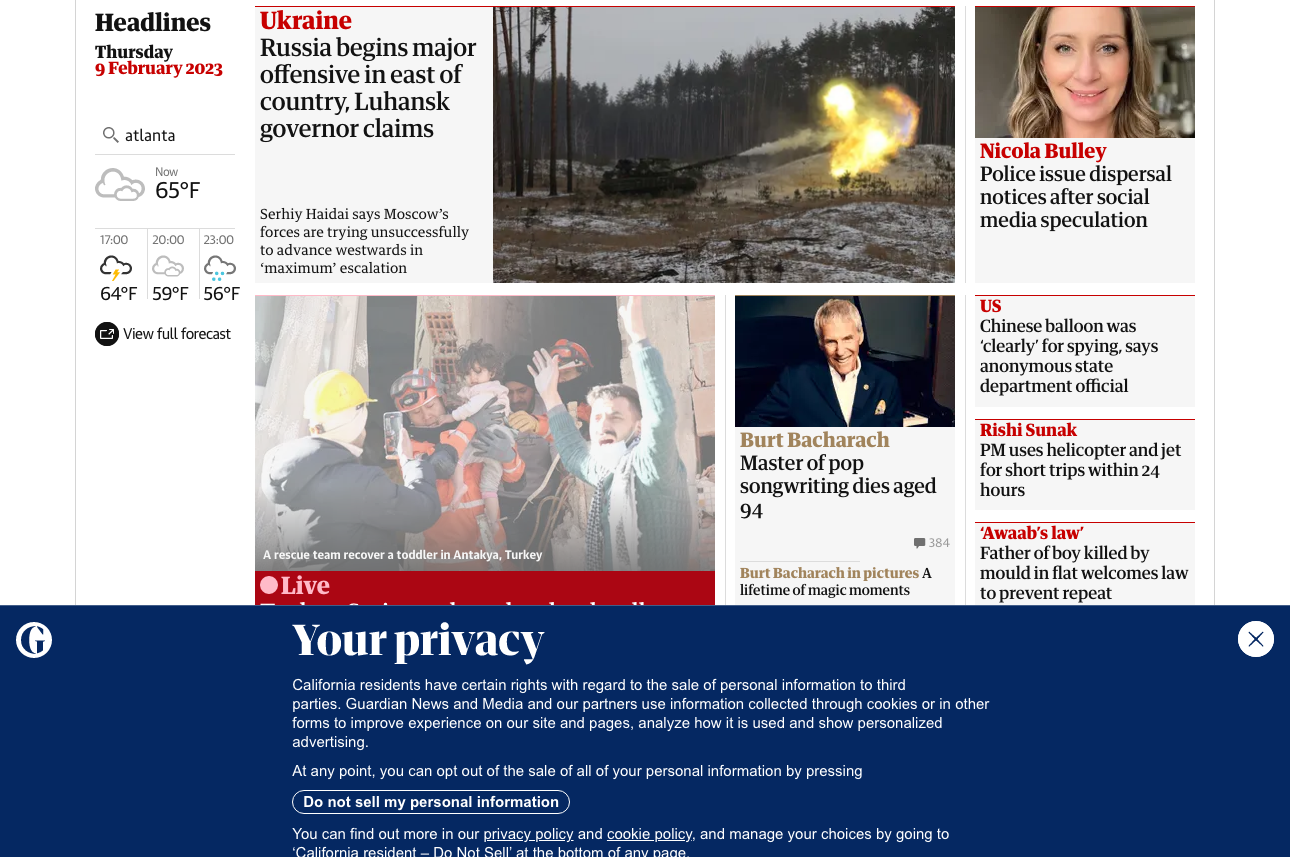 Headlines
Thursday
9 February 2023
atlanta
Now
65°F
17:00
20:00
23:00
64°F
59°F
56°F
View full forecast
Ukraine
Russia begins major
offensive in east of
country, Luhansk
governor claims
Serhiy Haidai says Moscow's
forces are trying unsuccessfully
to advance westwards in
‘maximum’ escalation
Nicola Bulley
Police issue dispersal
notices after social
media speculation
A rescue team recover a toddler in Antakya, Turkey
Live
Burt Bacharach
Master of pop
songwriting dies aged
94
384
Burt Bacharach in pictures A
lifetime of magic moments
US
Chinese balloon was
‘clearly’ for spying, says
anonymous state
department official
Rishi Sunak
PM uses helicopter and jet
for short trips within 24
hours
‘Awaab’s law’
Father of boy killed by
mould in flat welcomes law
to prevent repeat
G
Your privacy
California residents have certain rights with regard to the sale of personal information to third
parties. Guardian News and Media and our partners use information collected through cookies or in other
forms to improve experience on our site and pages, analyze how it is used and show personalized
advertising.
At any point, you can opt out of the sale of all of your personal information by pressing
Do not sell my personal information
You can find out more in our privacy policy and cookie policy, and manage your choices by going to
‘California resident – Do Not Sell’ at the bottom of any page.